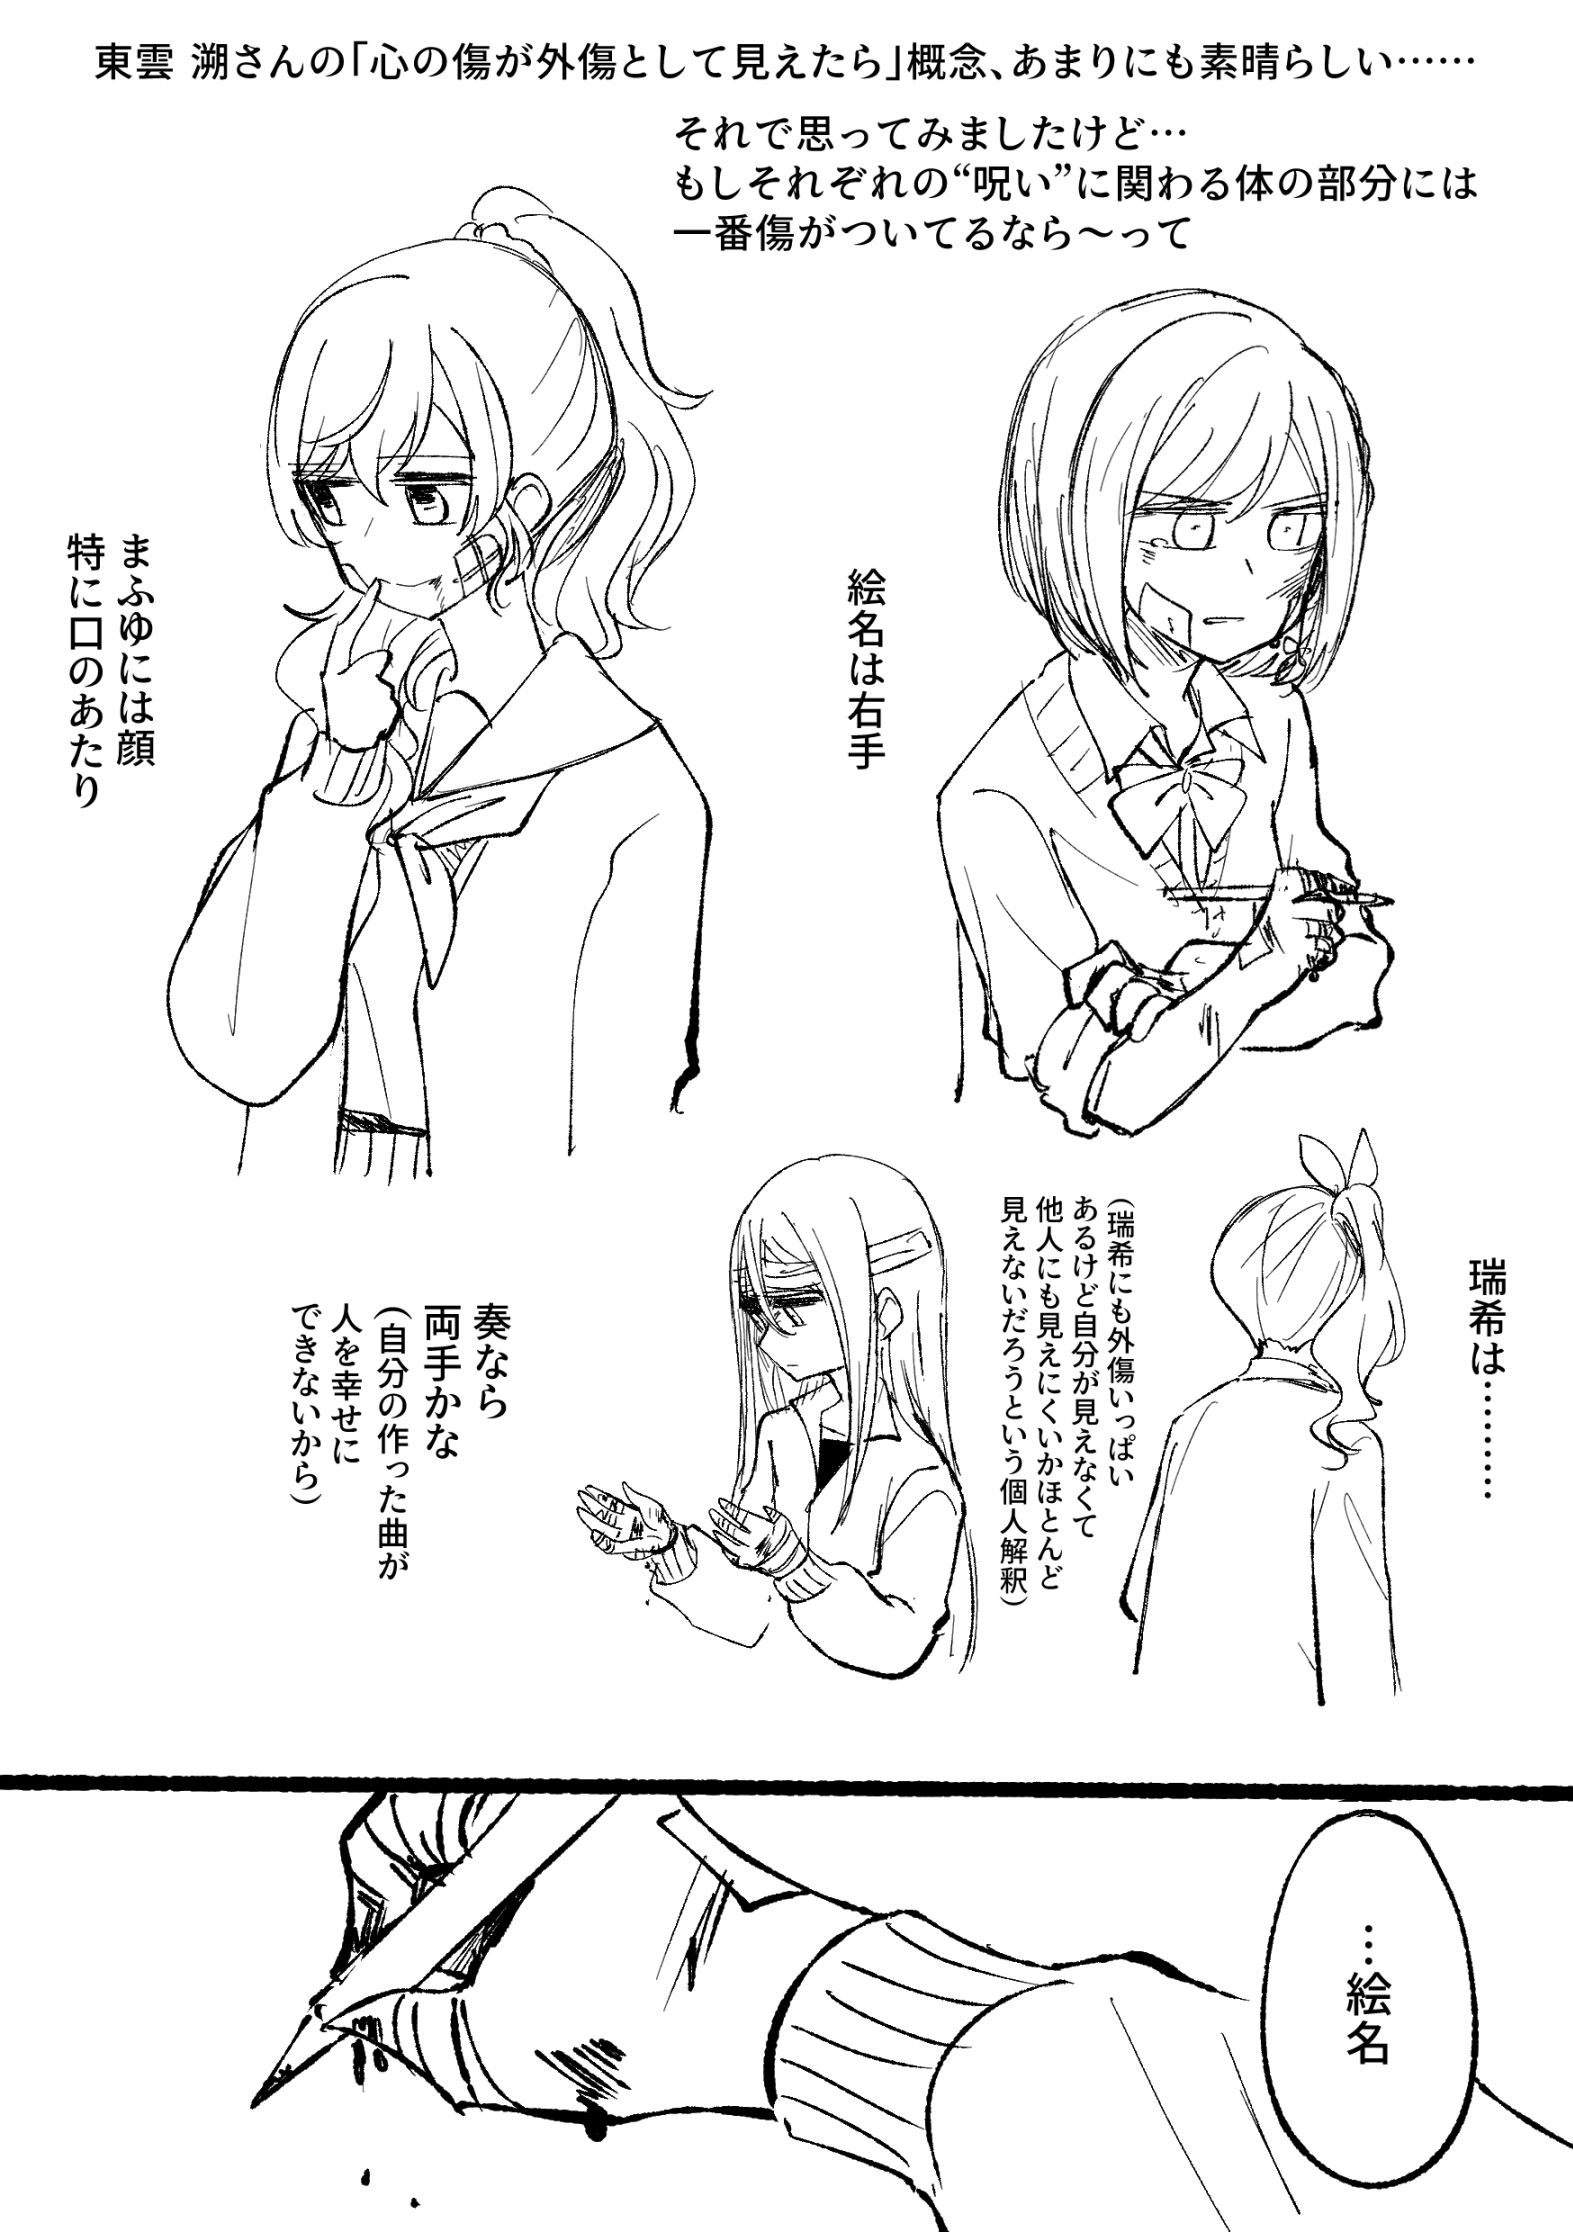 東雲 溯さんの「心の傷が外傷として見えたら」概念、あまりにも素晴らしい……
それで思ってみましたけど…
もしそれぞれの“呪い”に関わる体の部分には
一番傷がついてるなら～って
絵名は右手
まふゆには顔
特に口のあたり
瑞希は………
(瑞希にも外傷いっぱい
あるけど自分が見えなくて
他人にも見えにくいかほとんど
見えないだろうという個人解釈)
奏なら
両手かな
(自分の作った曲が
人を幸せに
できないから)
…絵名